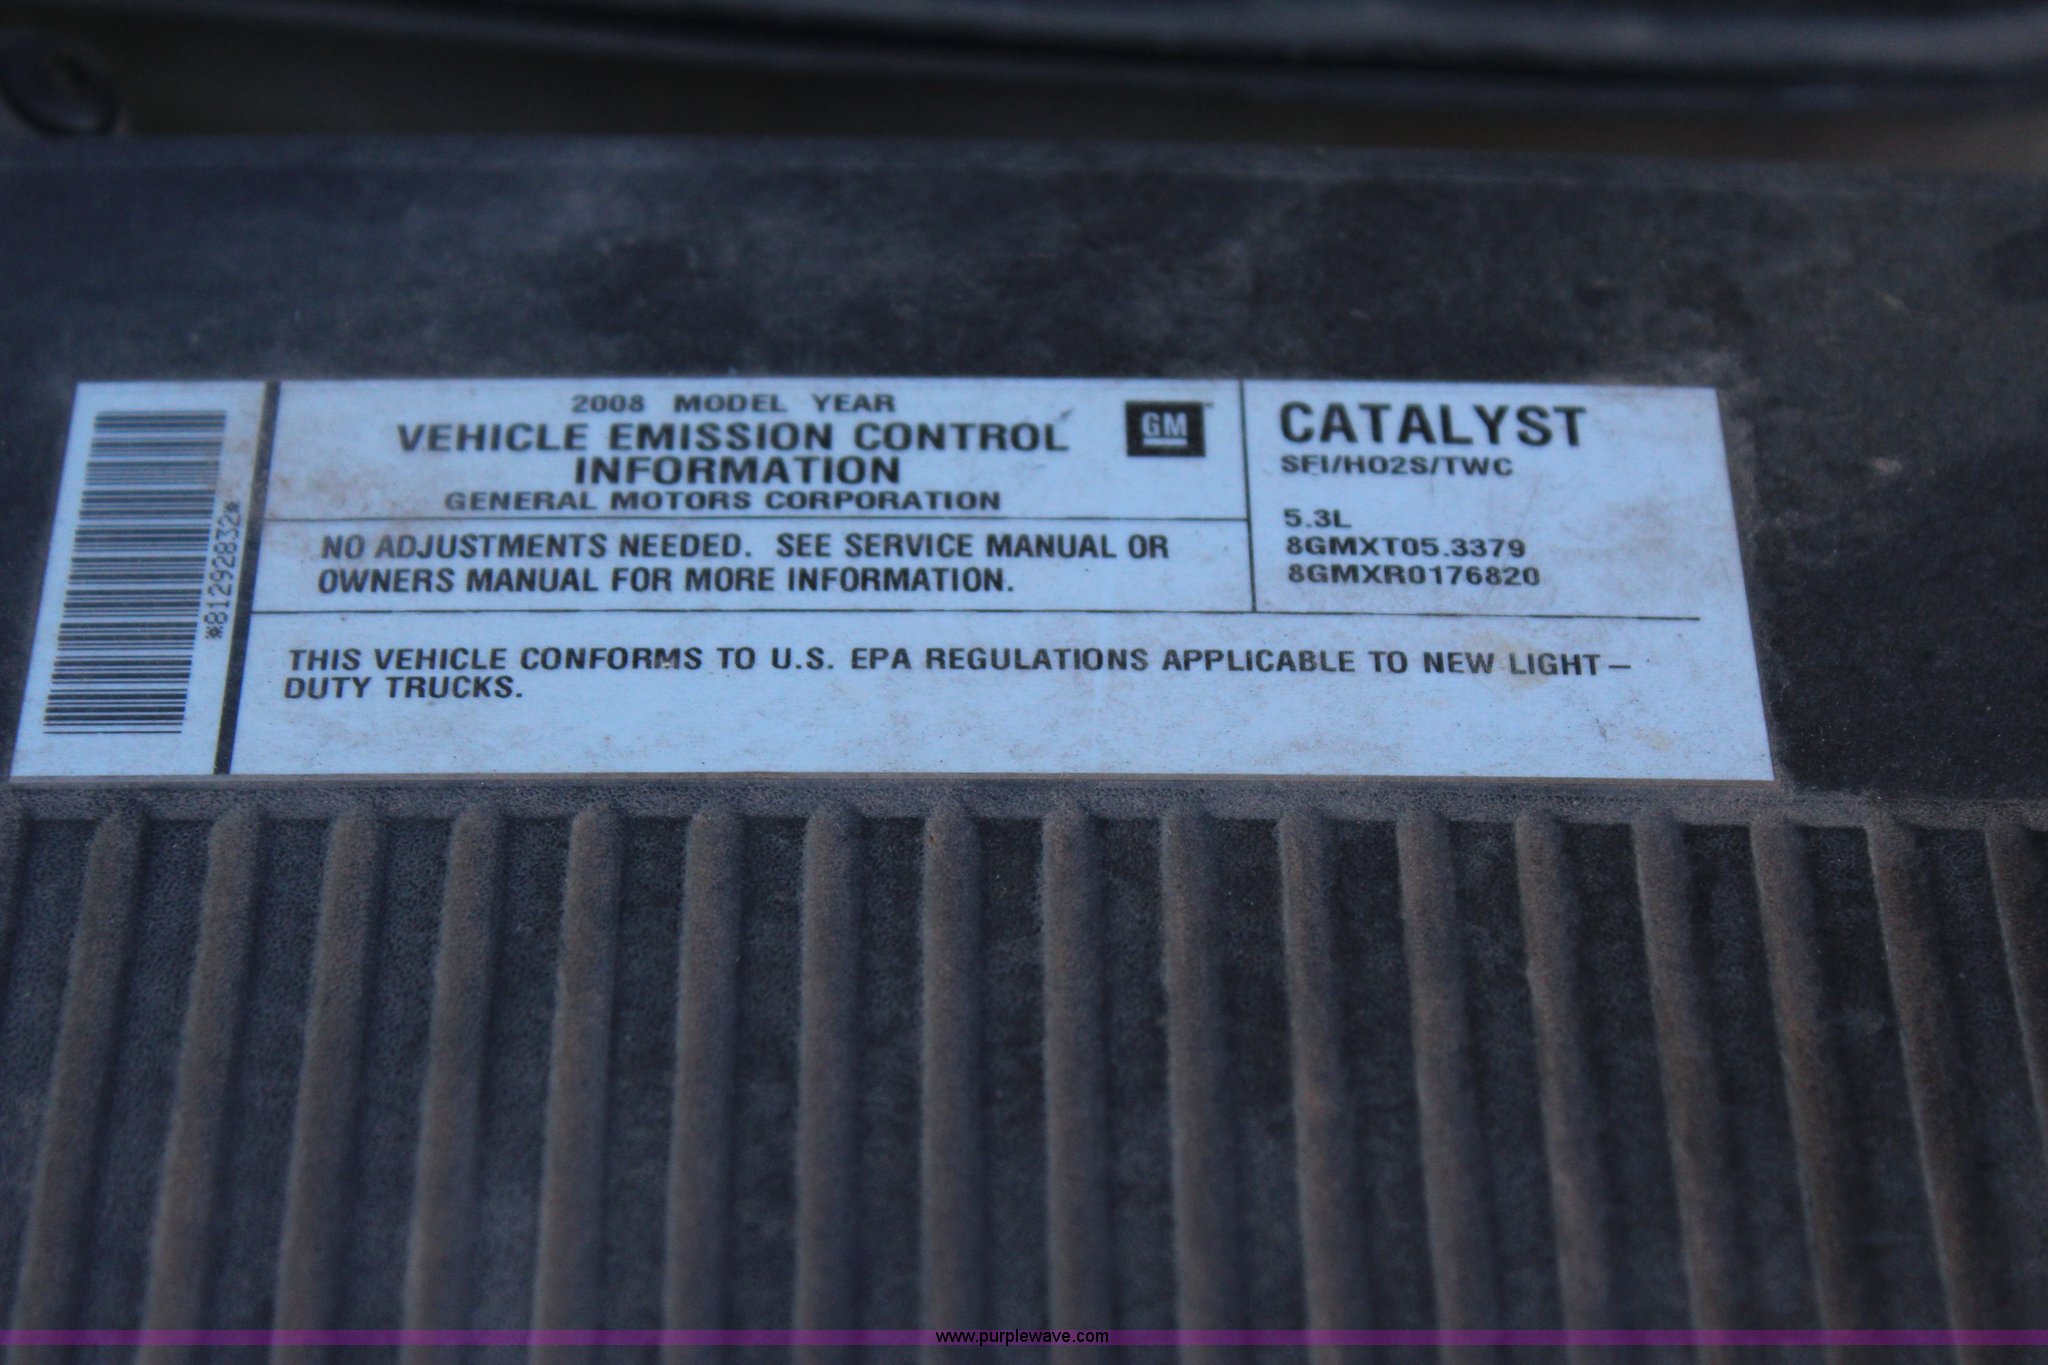 *81292832*
2008 MODEL YEAR
VEHICLE EMISSION CONTROL
INFORMATION
GENERAL MOTORS CORPORATION
GM
NO ADJUSTMENTS NEEDED. SEE SERVICE MANUAL OR
OWNERS MANUAL FOR MORE INFORMATION.
CATALYST
SFI/HO2S/TWC
5.3L
8GMXT05.3379
8GMXR0176820
THIS VEHICLE CONFORMS TO U.S. EPA REGULATIONS APPLICABLE TO NEW LIGHT-
DUTY TRUCKS.
www.purplewave.com